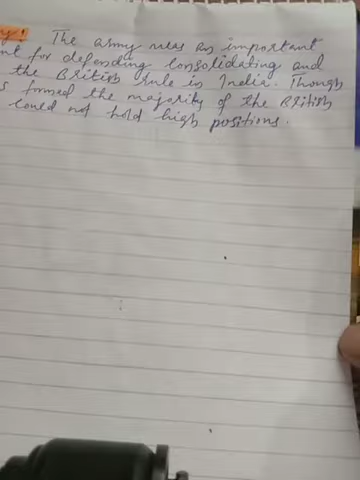 y: The army was an important
nt for defending consolidating and
the British rule in India. Though
s formed the majority of the British
could not hold high positions.